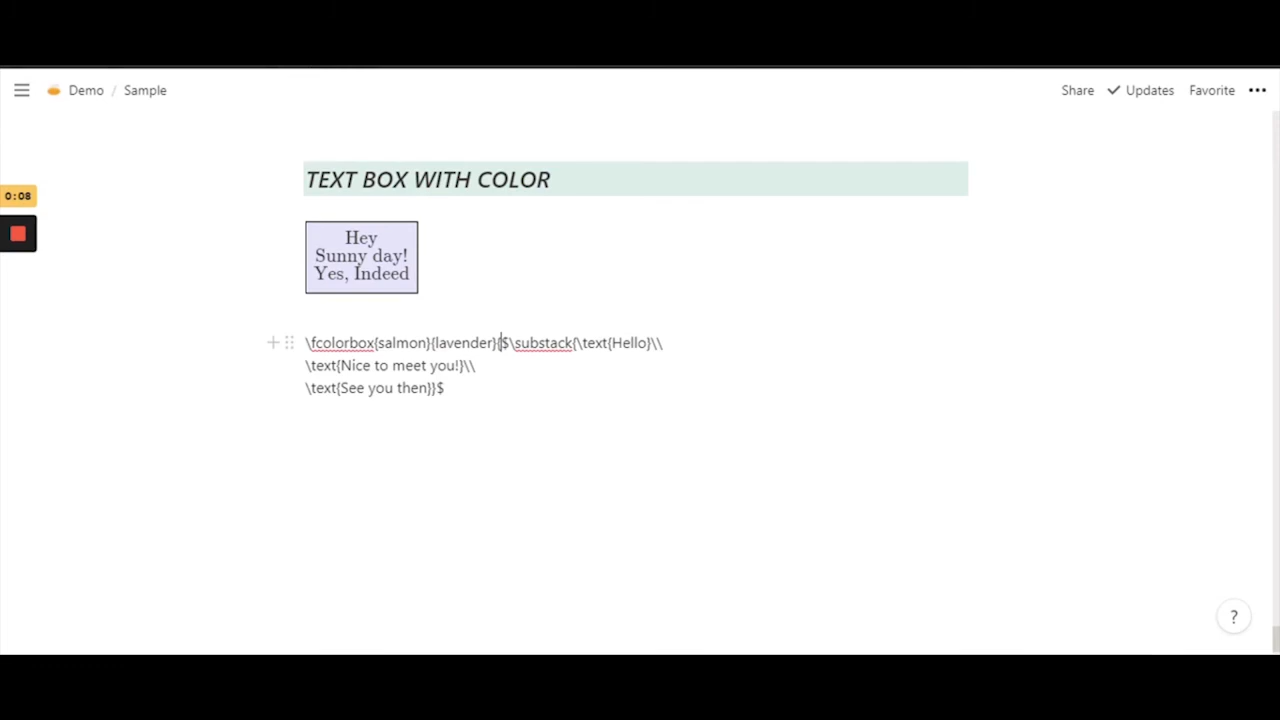 Demo / Sample
Share Updates Favorite •••
TEXT BOX WITH COLOR
0:08
Hey
Sunny day!
Yes, Indeed
\fcolorbox{salmon}{lavender}{$\substack{\text{Hello}\\
\text{Nice to meet you!}\\
\text{See you then}}$
?